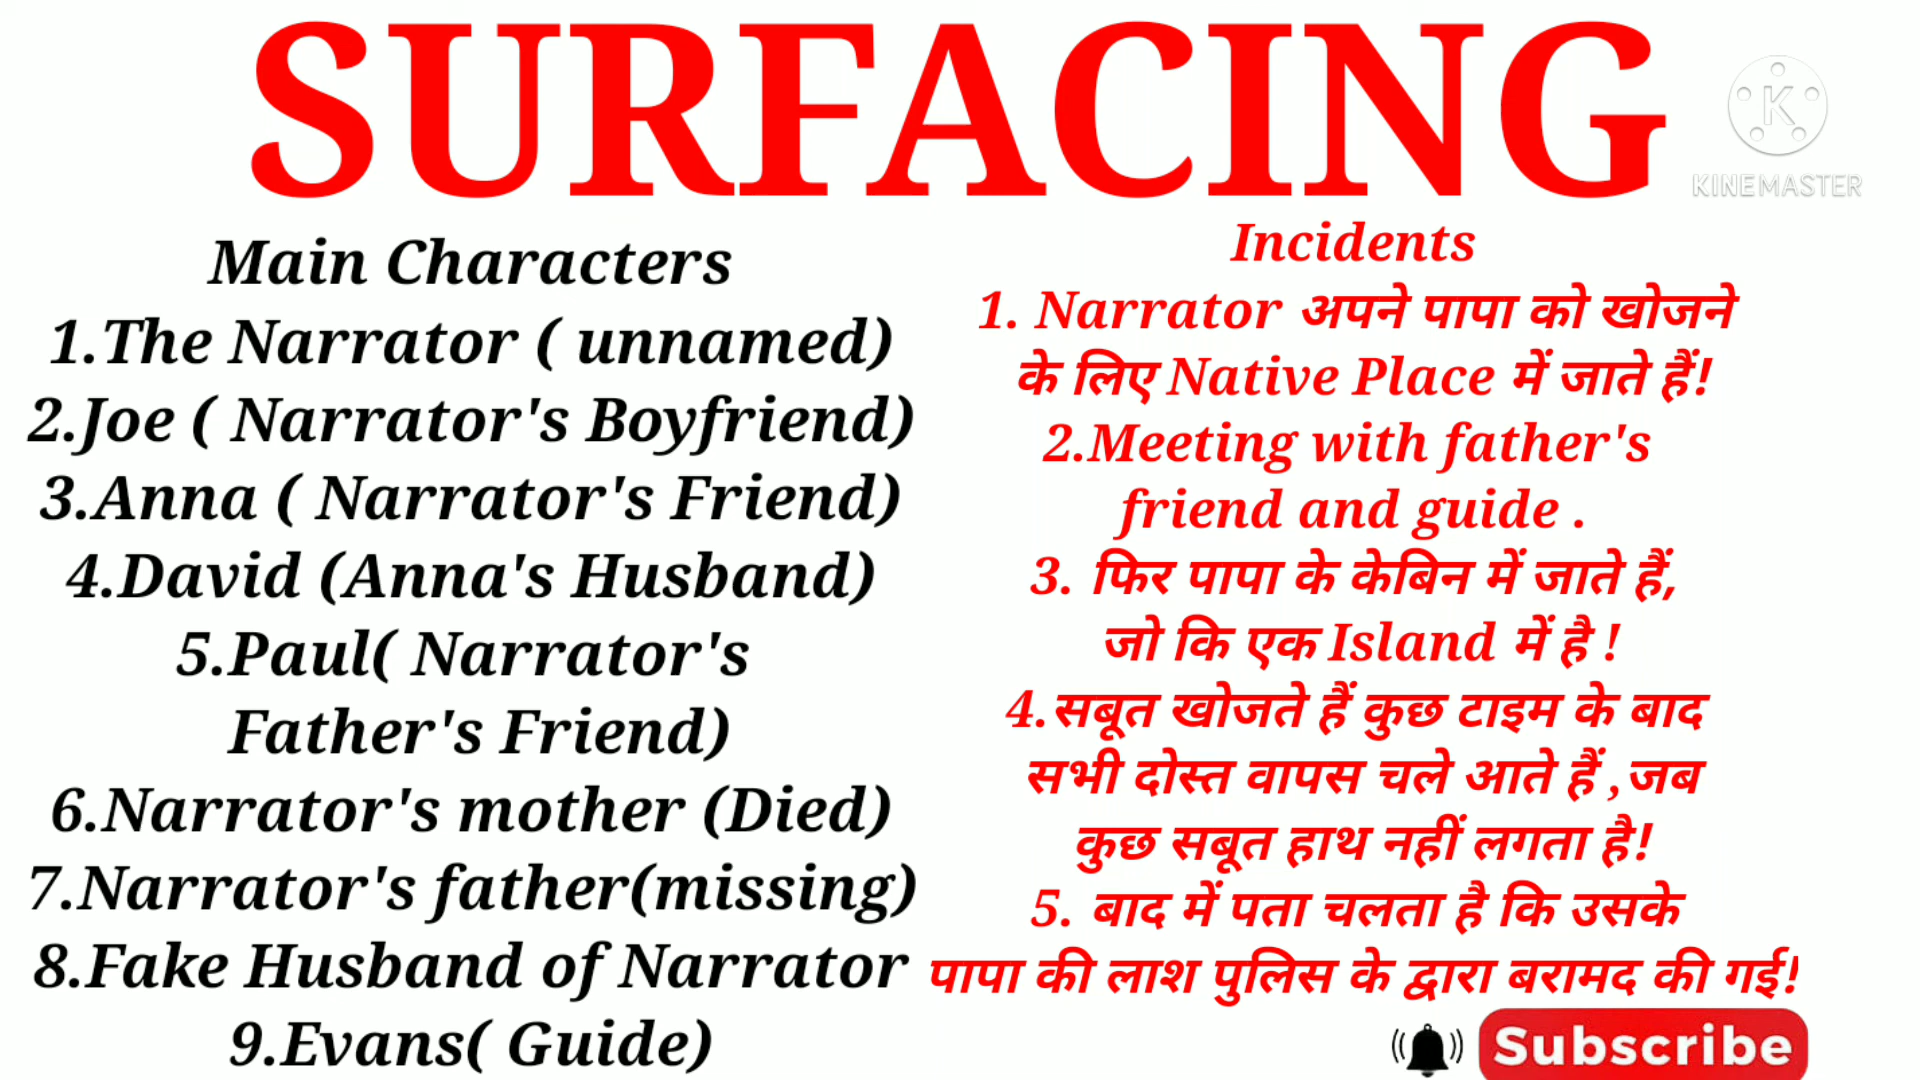 SURFACING
KINEMASTER
Main Characters
1.The Narrator ( unnamed)
2.Joe ( Narrator's Boyfriend)
3.Anna ( Narrator's Friend)
4.David (Anna's Husband)
5.Paul( Narrator's
Father's Friend)
6.Narrator's mother (Died)
7.Narrator's father(missing)
8.Fake Husband of Narrator
9.Evans( Guide)
Incidents
1. Narrator अपने पापा को खोजने
के लिए Native Place में जाते हैं!
2.Meeting with father's
friend and guide .
3. फिर पापा के केबिन में जाते हैं,
जो कि एक Island में है !
4.सबूत खोजते हैं कुछ टाइम के बाद
सभी दोस्त वापस चले आते हैं ,जब
कुछ सबूत हाथ नहीं लगता है!
5. बाद में पता चलता है कि उसके
पापा की लाश पुलिस के द्वारा बरामद की गई!
Subscribe